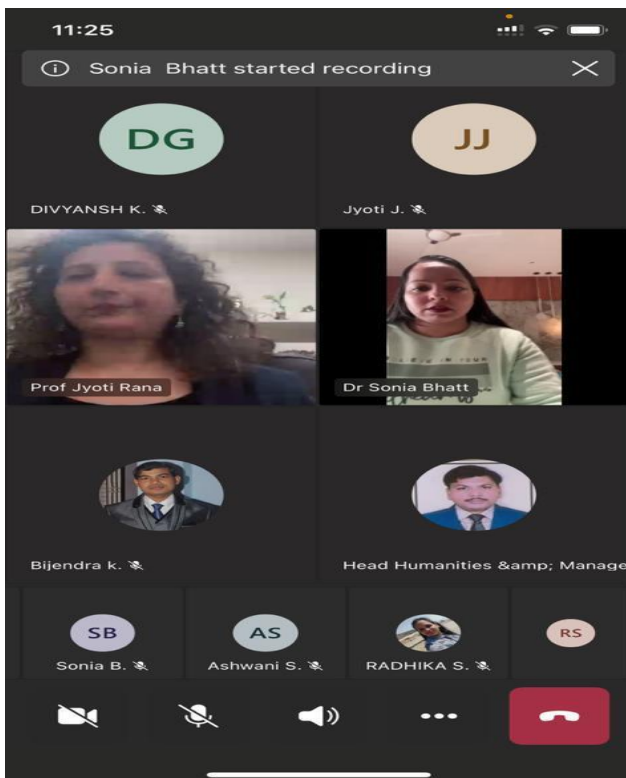 11:25
Sonia Bhatt started recording
DG
JJ
DIVYANSH K.
Jyoti J.
Prof Jyoti Rana
Dr Sonia Bhatt
Bijendra k.
Head Humanities &amp; Manage
SB
AS
RS
Sonia B.
Ashwani S.
RADHIKA S.